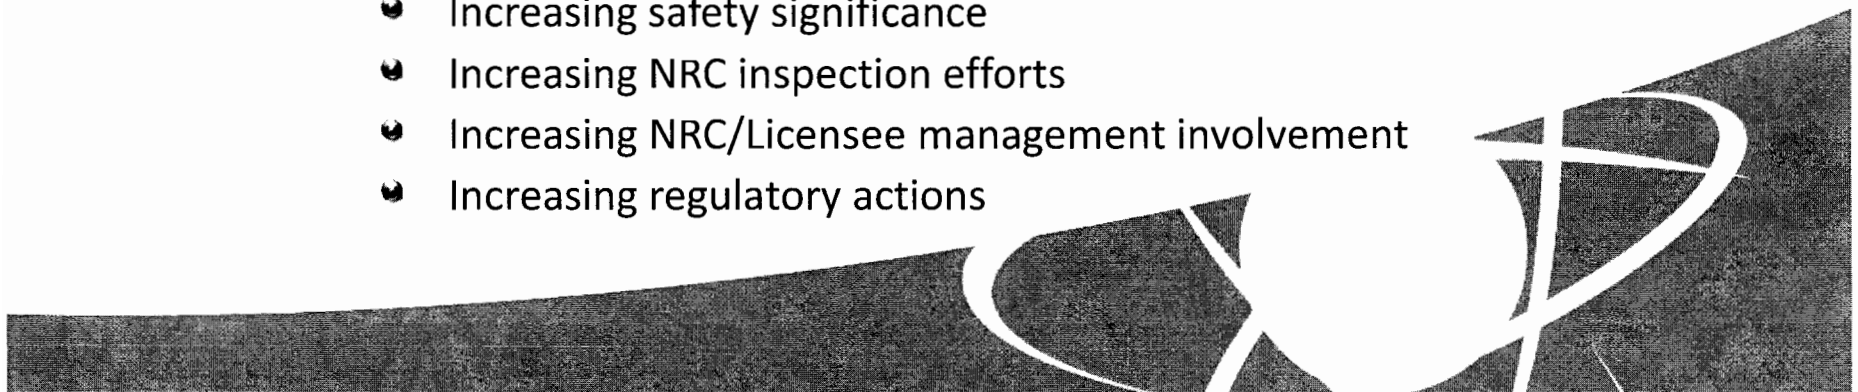 Increasing safety significance
Increasing NRC inspection efforts
Increasing NRC/Licensee management involvement
Increasing regulatory actions